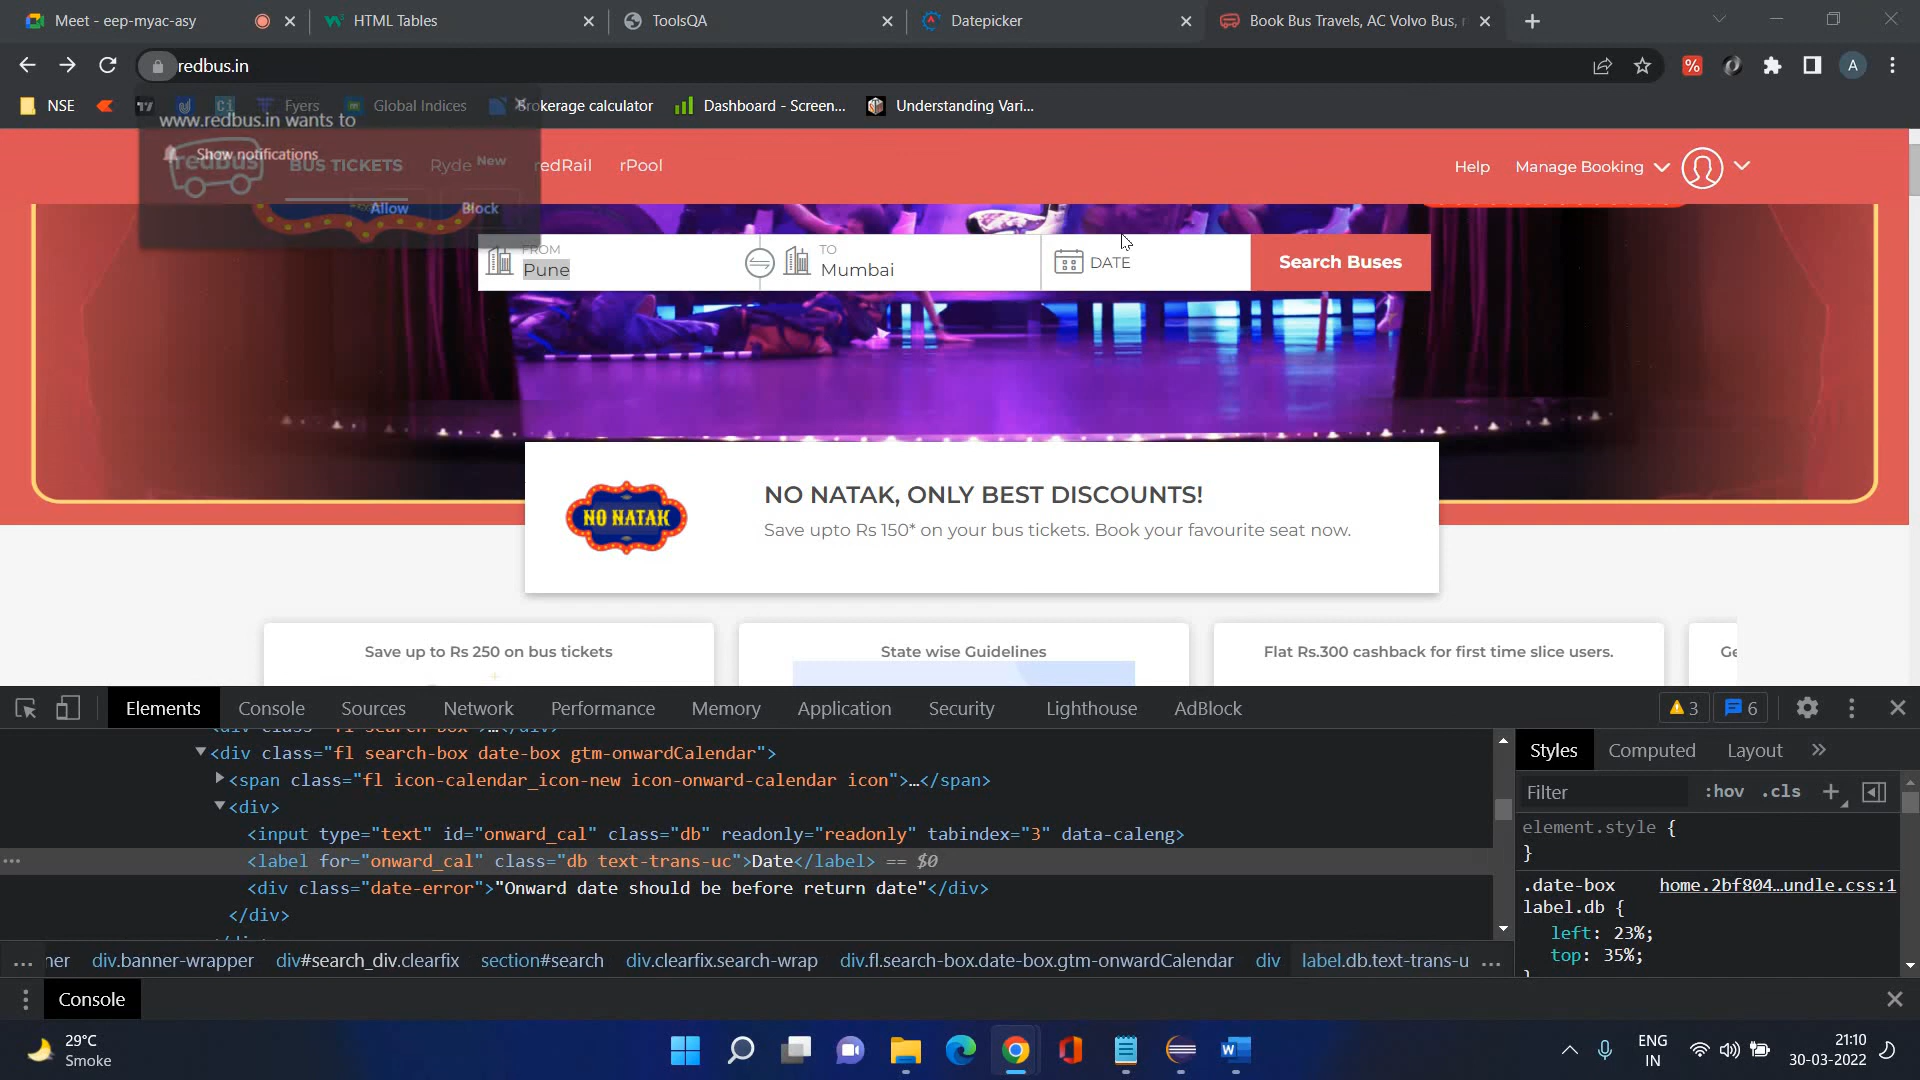 Meet - eep-myac-asy
HTML Tables
ToolsQA
Datepicker
Book Bus Travels, AC Volvo Bus,
redbus.in
A
NSE
Ci
Fyers
Global Indices
Brokerage calculator
Dashboard - Screen...
Understanding Vari...
www.redbus.in wants to
Show notifications
Allow
Block
redbus
BUS TICKETS
Ryde New
redRail
rPool
Help
Manage Booking
FROM
Pune
TO
Mumbai
DATE
Search Buses
NO NATAK
NO NATAK, ONLY BEST DISCOUNTS!
Save upto Rs 150* on your bus tickets. Book your favourite seat now.
Save up to Rs 250 on bus tickets
State wise Guidelines
Flat Rs.300 cashback for first time slice users.
Ge
Elements
Console
Sources
Network
Performance
Memory
Application
Security
Lighthouse
AdBlock
3
6
<div class="fl search-box date-box gtm-onwardCalendar">
<span class="fl icon-calendar_icon-new icon-onward-calendar icon">…</span>
<div>
<input type="text" id="onward_cal" class="db" readonly="readonly" tabindex="3" data-caleng>
<label for="onward_cal" class="db text-trans-uc">Date</label> == $0
<div class="date-error">"Onward date should be before return date"</div>
</div>
... ner div.banner-wrapper div#search_div.clearfix section#search div.clearfix.search-wrap div.fl.search-box.date-box.gtm-onwardCalendar div label.db.text-trans-u ...
Styles
Computed
Layout
Filter
:hov
.cls
element.style {
}
.date-box home.2bf804…undle.css:1
label.db {
left: 23%;
top: 35%;
Console
29°C
Smoke
ENG
IN
21:10
30-03-2022